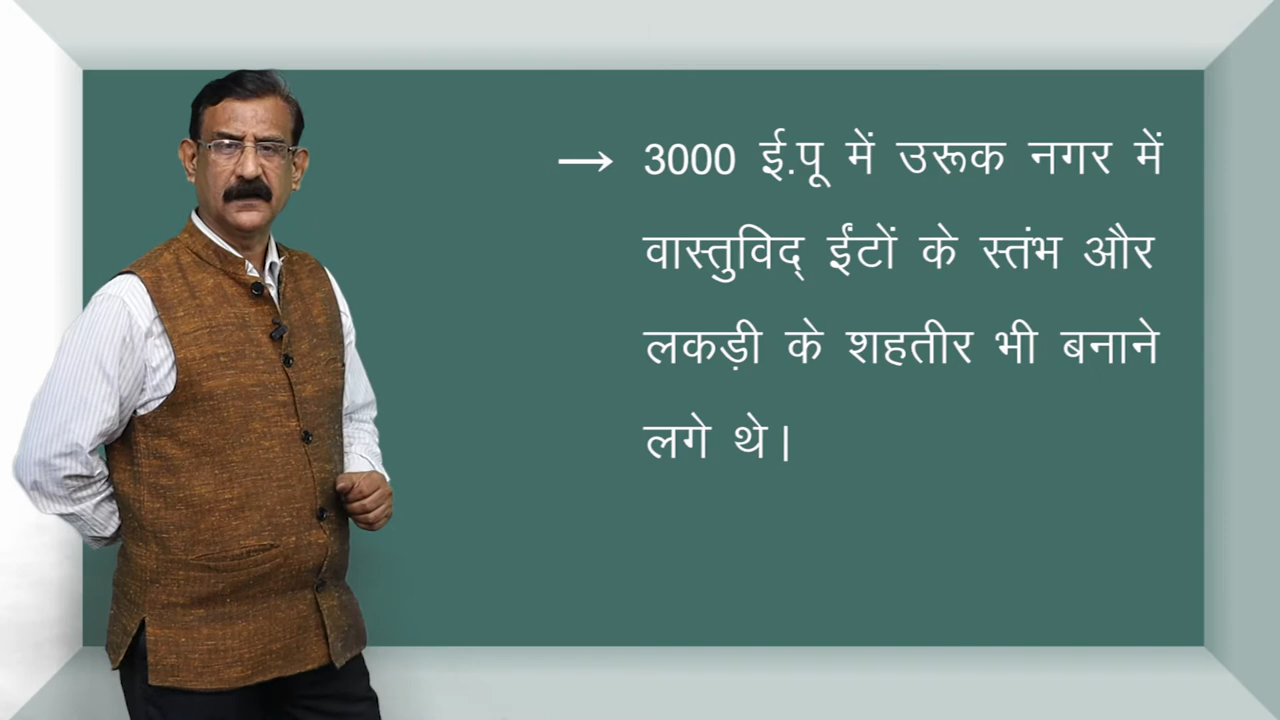 → 3000 ई.पू में उरूक नगर में
वास्तुविद् ईंटों के स्तंभ और
लकड़ी के शहतीर भी बनाने
लगे थे।